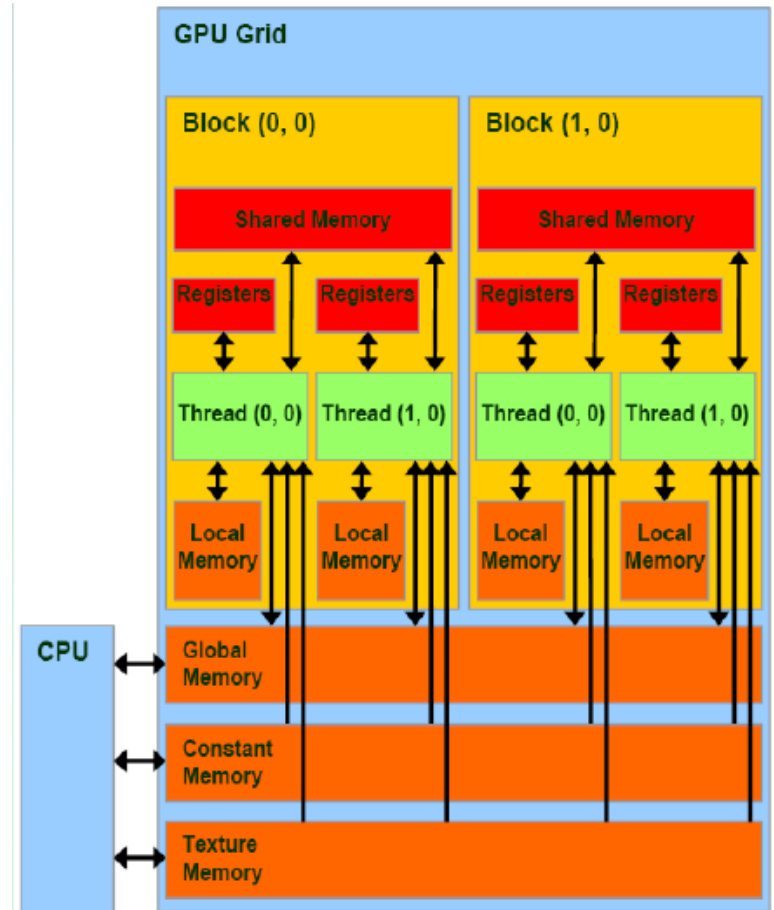 GPU Grid
Block (0, 0)
Block (1, 0)
Shared Memory
Shared Memory
Registers
Registers
Registers
Registers
Thread (0, 0)
Thread (1, 0)
Thread (0, 0)
Thread (1, 0)
Local
Memory
Local
Memory
Local
Memory
Local
Memory
CPU
Global
Memory
Constant
Memory
Texture
Memory